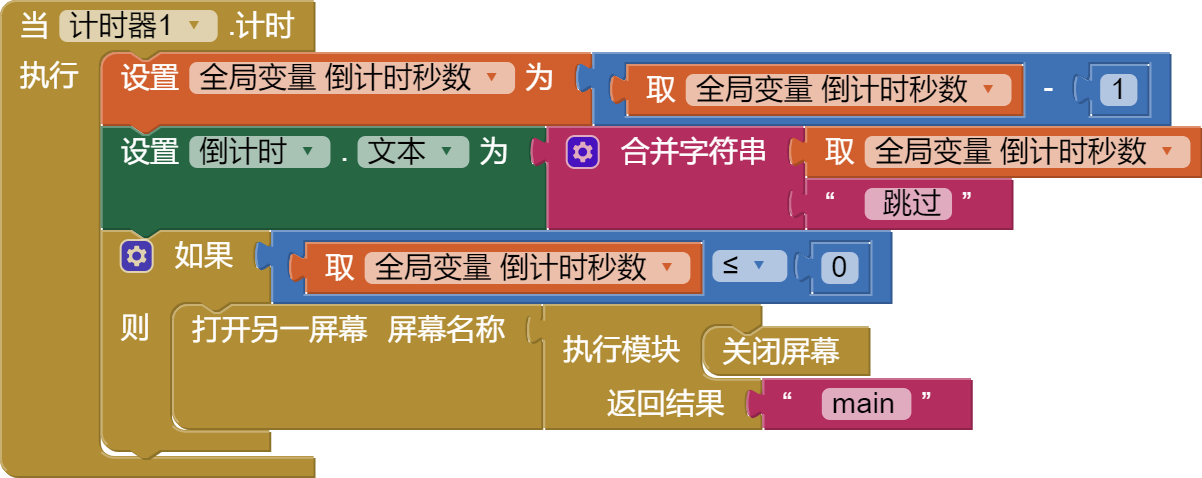 当 计时器1 .计时
执行 设置 全局变量 倒计时秒数 为 取 全局变量 倒计时秒数 - 1
设置 倒计时 . 文本 为 合并字符串 取 全局变量 倒计时秒数
“ 跳过 ”
如果 取 全局变量 倒计时秒数 ≤ 0
则 打开另一屏幕 屏幕名称 执行模块 关闭屏幕
返回结果 “ main ”